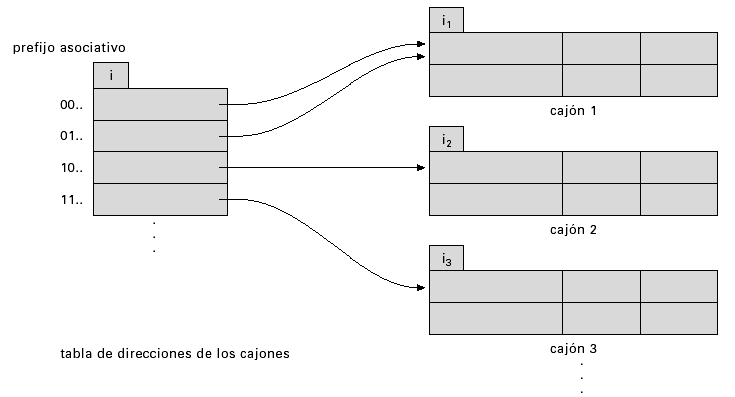 prefijo asociativo
i
00..
01..
10..
11..
i1
cajón 1
i2
cajón 2
i3
cajón 3
tabla de direcciones de los cajones